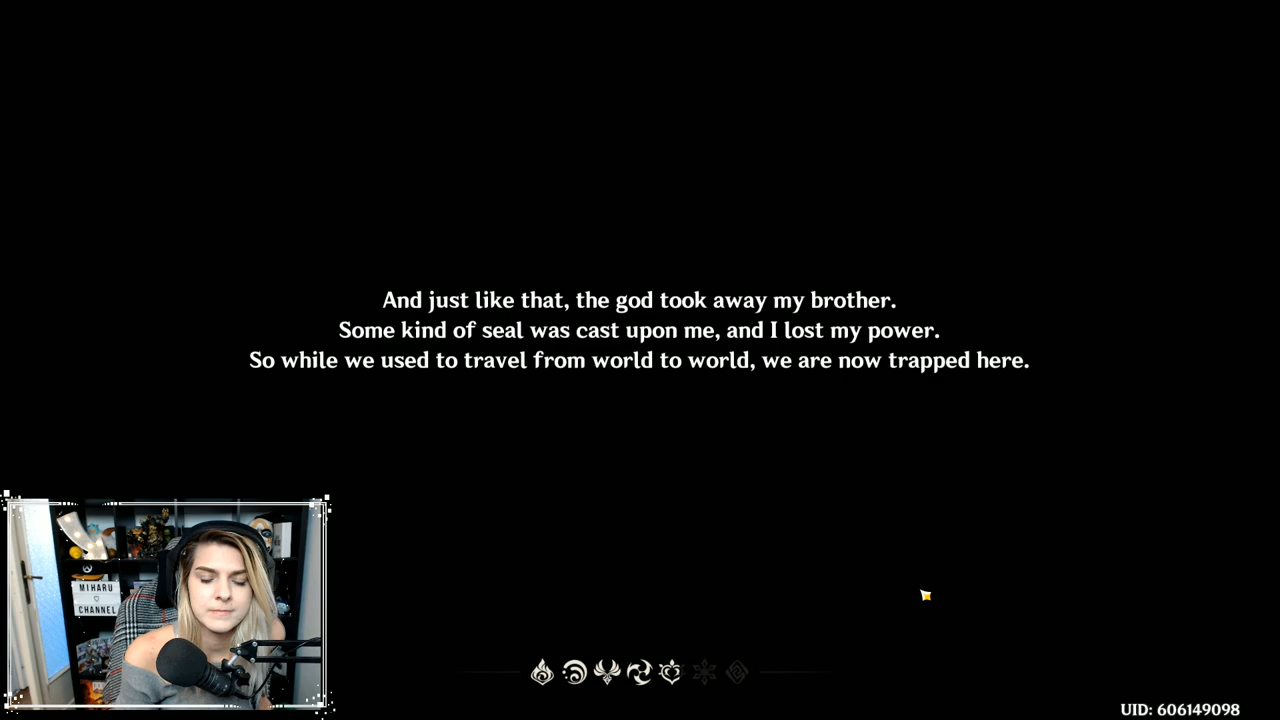 And just like that, the god took away my brother.
Some kind of seal was cast upon me, and I lost my power.
So while we used to travel from world to world, we are now trapped here.
MIHARU
CHANNEL
UID: 606149098